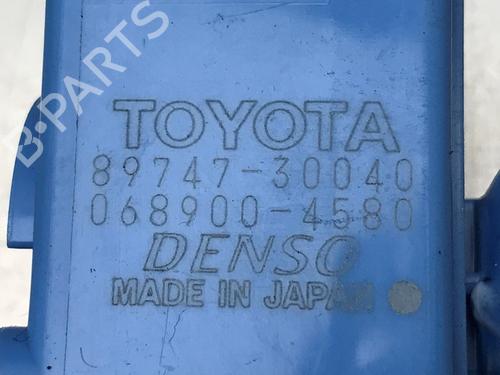 B-PARTS
TOYOTA
89747-30040
068900-4580
DENSO
MADE IN JAPAN